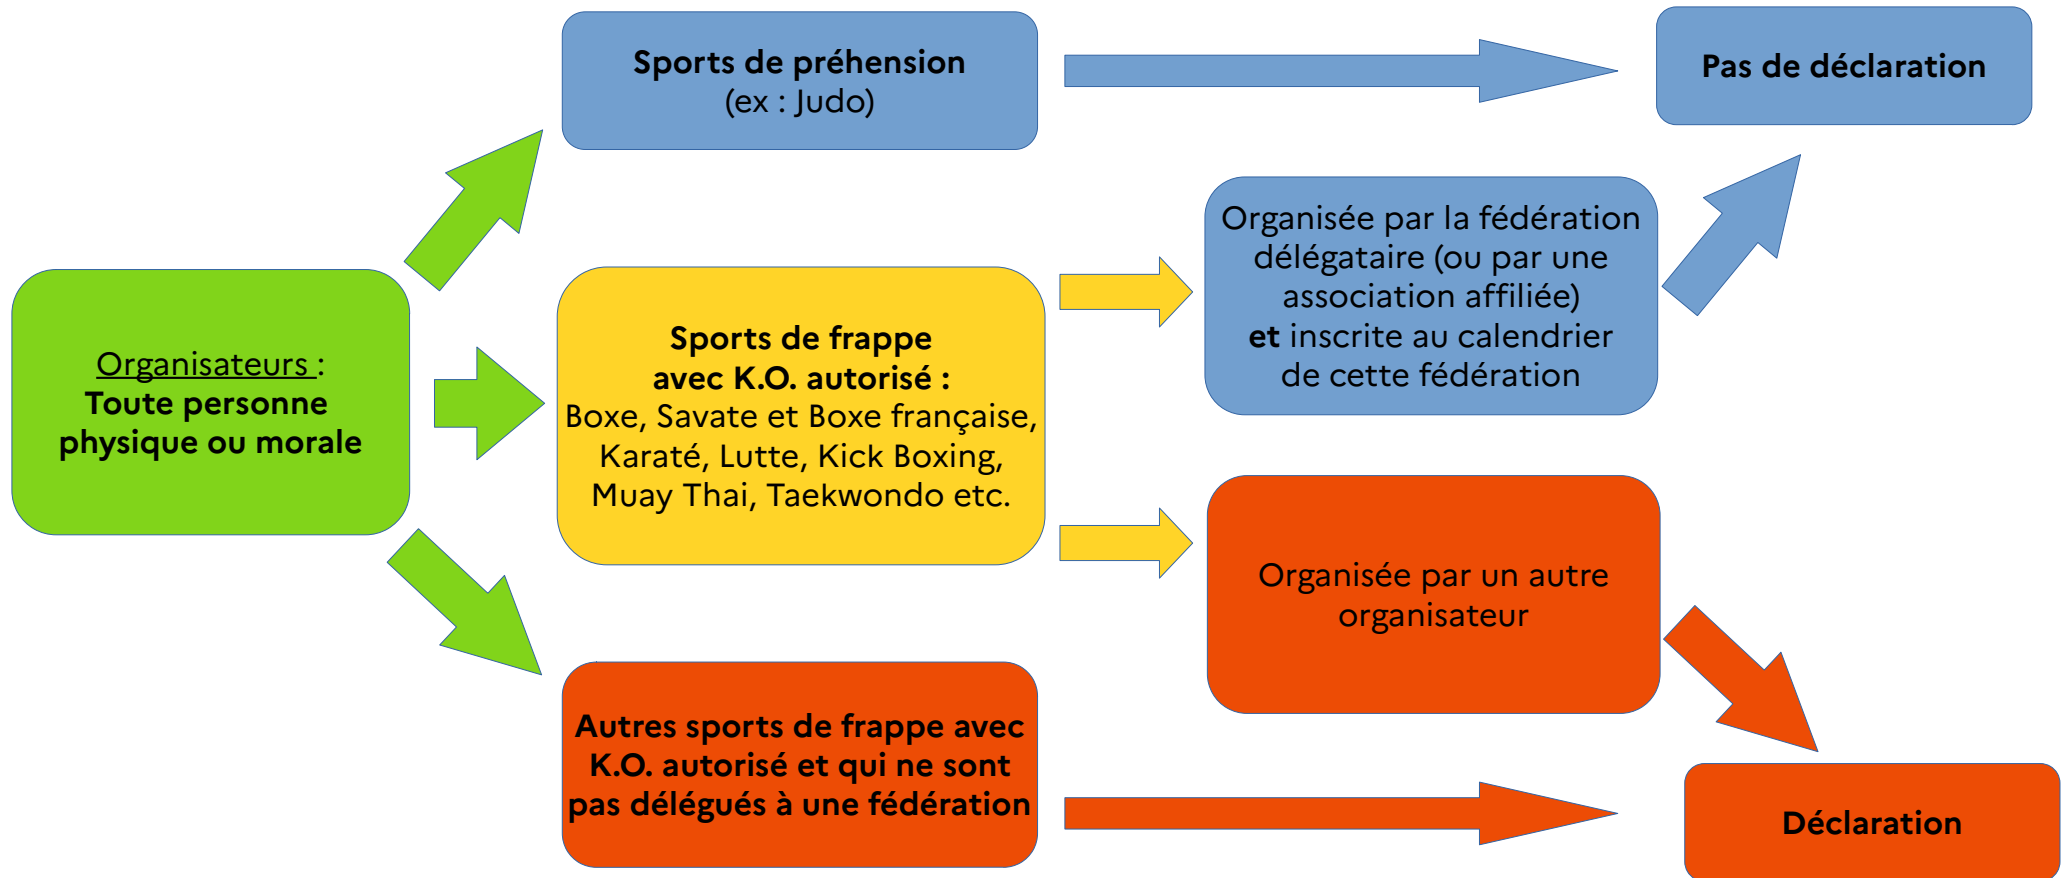 Sports de préhension
(ex : Judo)
Pas de déclaration
Organisateurs :
Toute personne
physique ou morale
Sports de frappe
avec K.O. autorisé :
Boxe, Savate et Boxe française,
Karaté, Lutte, Kick Boxing,
Muay Thai, Taekwondo etc.
Organisée par la fédération
délégataire (ou par une
association affiliée)
et inscrite au calendrier
de cette fédération
Organisée par un autre
organisateur
Autres sports de frappe avec
K.O. autorisé et qui ne sont
pas délégués à une fédération
Déclaration